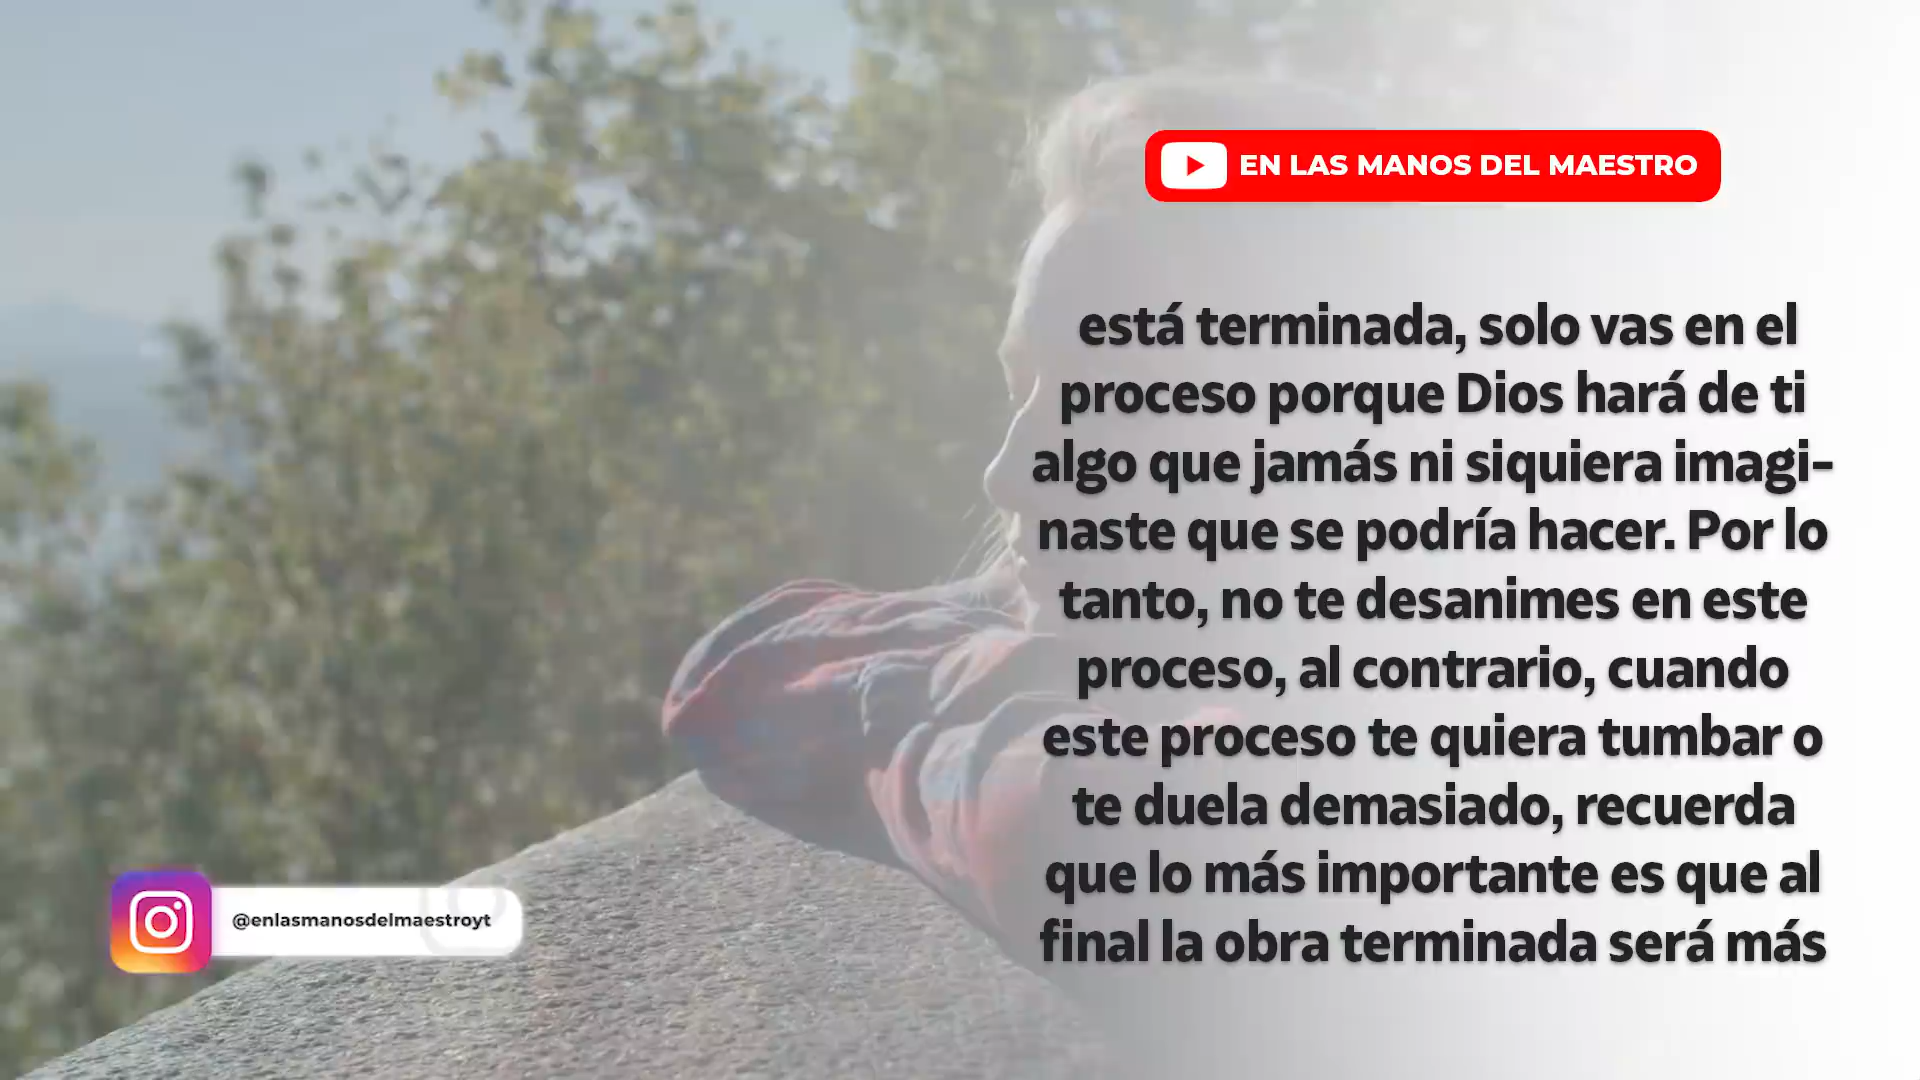 EN LAS MANOS DEL MAESTRO
está terminada, solo vas en el
proceso porque Dios hará de ti
algo que jamás ni siquiera imagi-
naste que se podría hacer. Por lo
tanto, no te desanimes en este
proceso, al contrario, cuando
este proceso te quiera tumbar o
te duela demasiado, recuerda
que lo más importante es que al
final la obra terminada será más
@enlasmanosdelmaestroyt